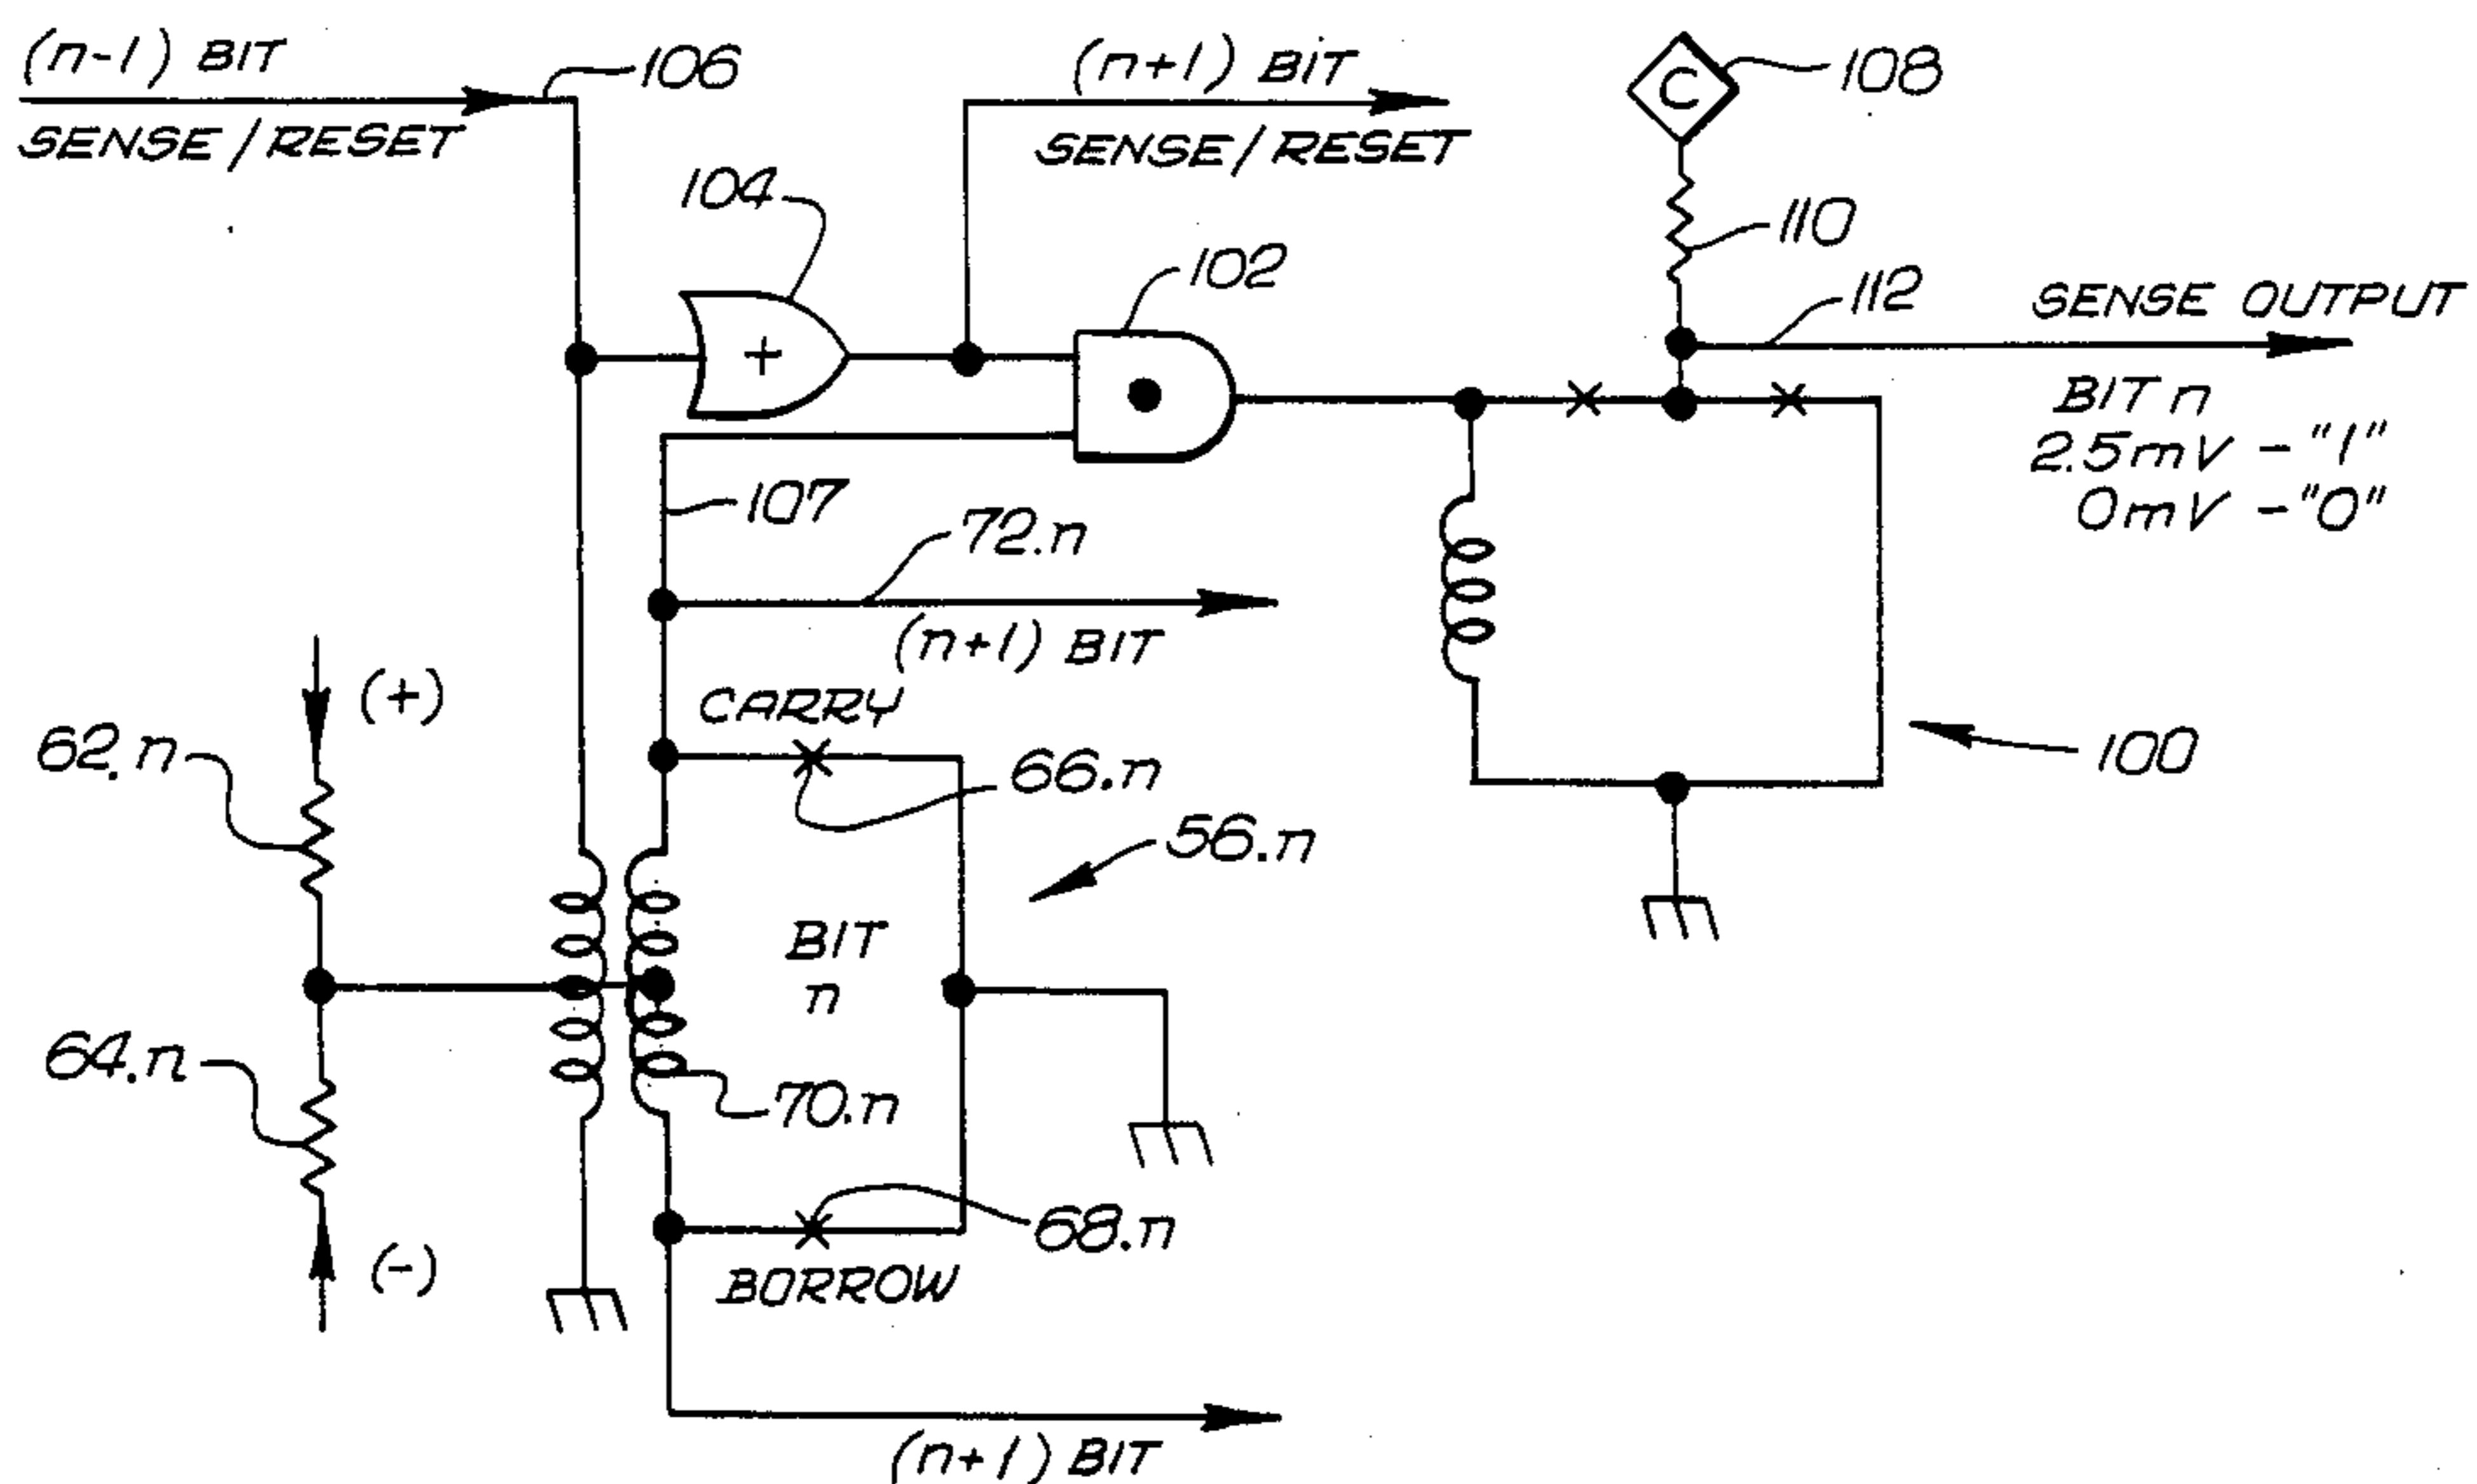 (n-1) BIT
SENSE/RESET
106
(n+1) BIT
SENSE/RESET
C
108
104
102
110
112
SENSE OUTPUT
+
BIT n
2.5mV - "1"
0mV - "0"
107
72.n
(n+1) BIT
(+)
CARRY
62.n
66.n
100
56.n
BIT
n
64.n
70.n
68.n
(-)
BORROW
(n+1) BIT